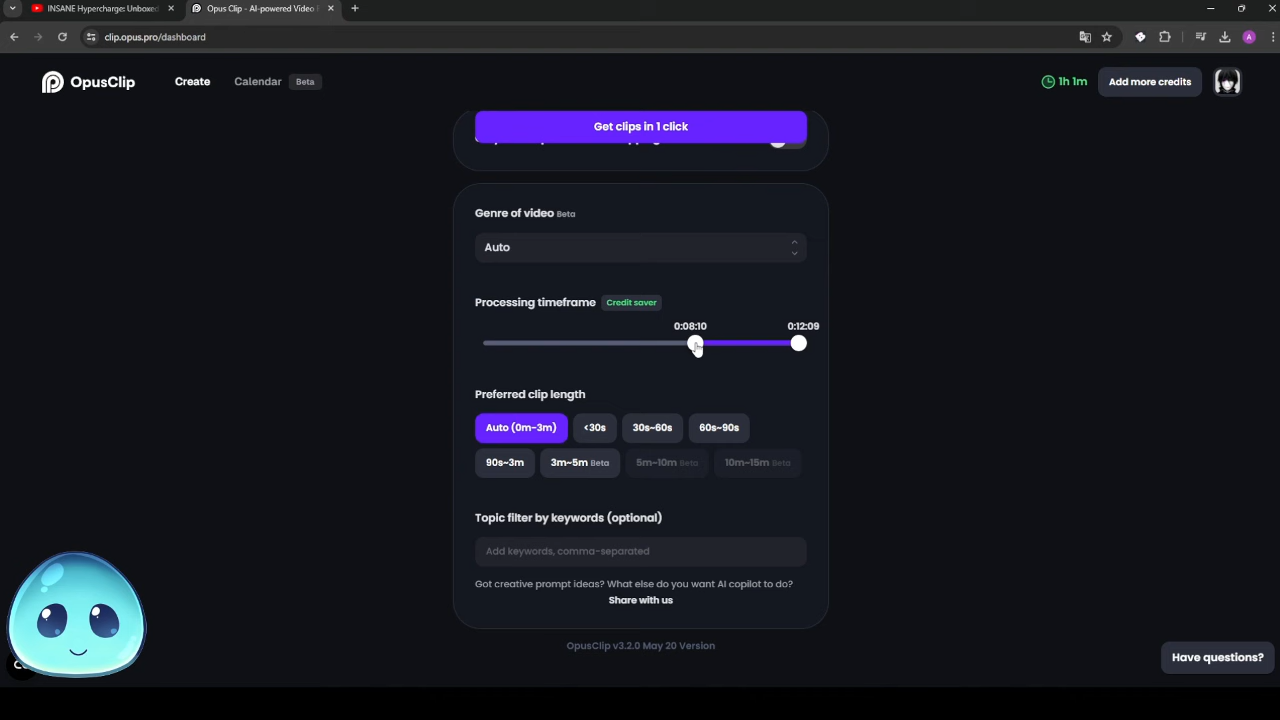 INSANE Hypercharge: Unboxed
Opus Clip - AI-powered Video E
clip.opus.pro/dashboard
A
OpusClip
Create
Calendar
Beta
1h 1m
Add more credits
Get clips in 1 click
Genre of video Beta
Auto
Processing timeframe Credit saver
0:08:10
0:12:09
Preferred clip length
Auto (0m-3m)
<30s
30s~60s
60s~90s
90s~3m
3m~5m Beta
5m~10m Beta
10m~15m Beta
Topic filter by keywords (optional)
Add keywords, comma-separated
Got creative prompt ideas? What else do you want AI copilot to do?
Share with us
OpusClip v3.2.0 May 20 Version
Have questions?